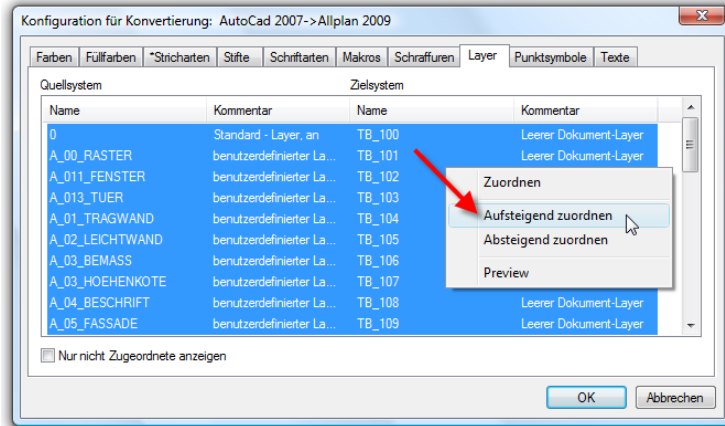 Konfiguration für Konvertierung: AutoCad 2007->Allplan 2009
Farben Füllfarben *Stricharten Stifte Schriftarten Makros Schraffuren Layer Punktsymbole Texte
Quellsystem Zielsystem
Name Kommentar Name Kommentar
0 Standard - Layer, an TB_100 Leerer Dokument-Layer
A_00_RASTER benutzerdefinierter La... TB_101 Leerer Dokument-Layer
A_011_FENSTER benutzerdefinierter La... TB_102
A_013_TUER benutzerdefinierter La... TB_103
A_01_TRAGWAND benutzerdefinierter La... TB_104
A_02_LEICHTWAND benutzerdefinierter La... TB_105
A_03_BEMASS benutzerdefinierter La... TB_106
A_03_HOEHENKOTE benutzerdefinierter La... TB_107
A_04_BESCHRIFT benutzerdefinierter La... TB_108 Leerer Dokument-Layer
A_05_FASSADE benutzerdefinierter La... TB_109 Leerer Dokument-Layer
Zuordnen
Aufsteigend zuordnen
Absteigend zuordnen
Preview
Nur nicht Zugeordnete anzeigen
OK Abbrechen